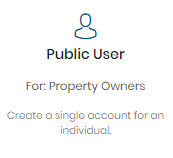 Public User
For: Property Owners
Create a single account for an
individual.